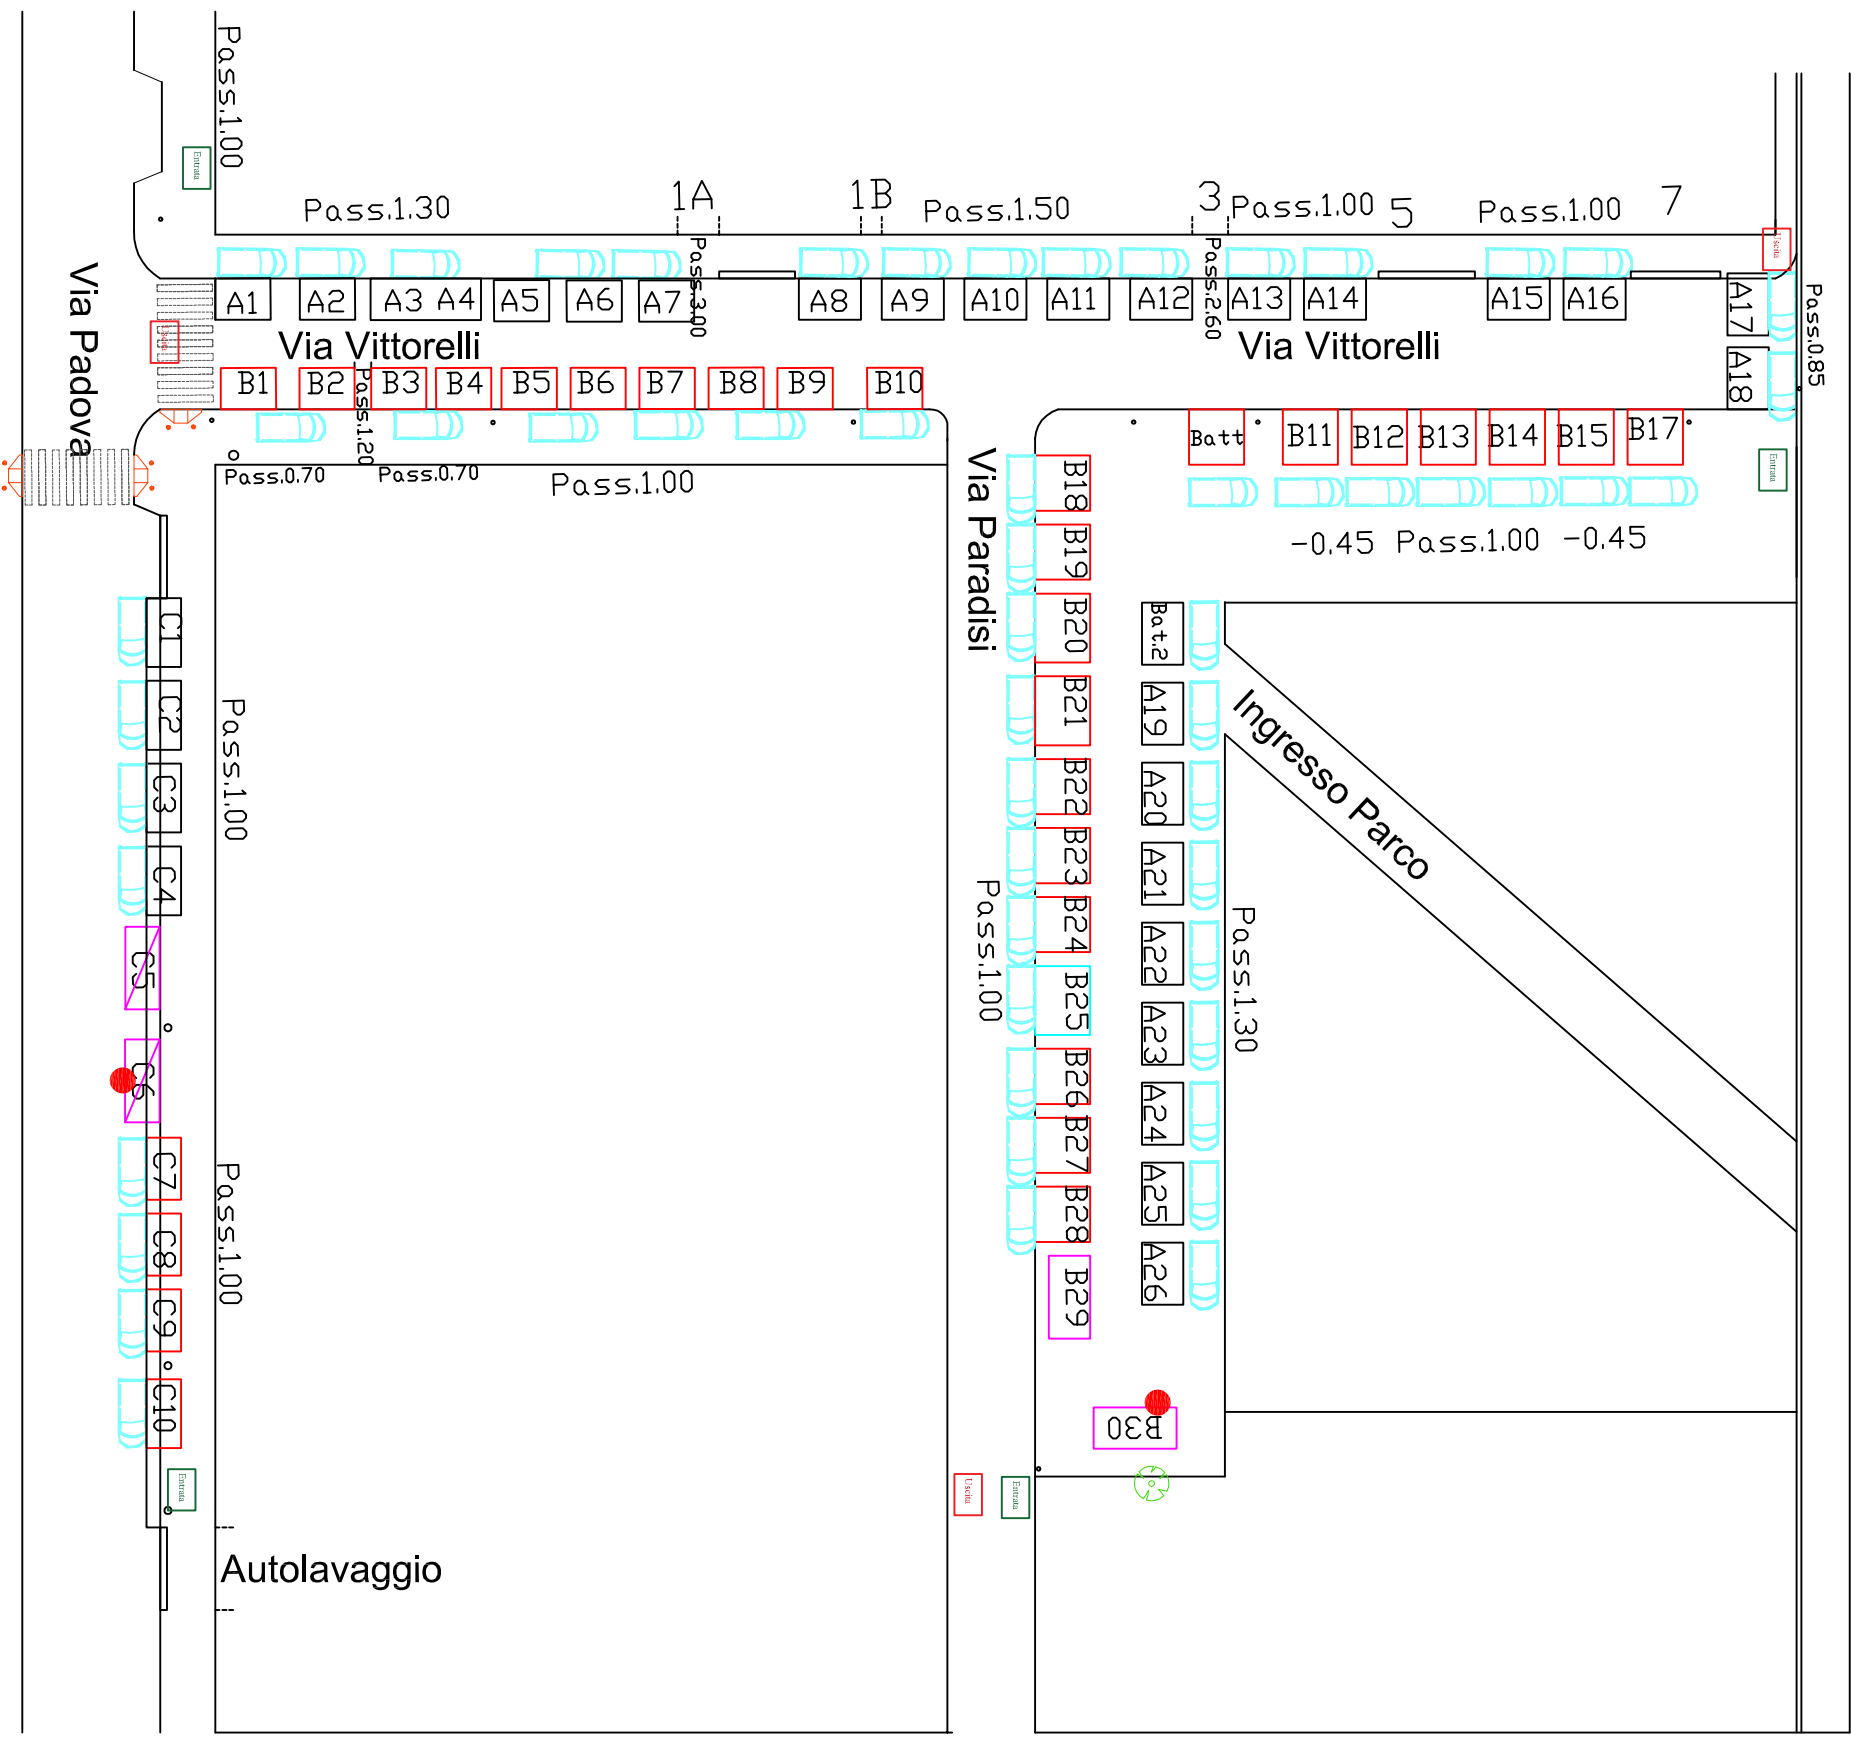 Pass.1.00
Entrata
Pass.1.30
1A
1B
Pass.1.50
3
Pass.1.00
5
Pass.1.00
7
Uscita
Pass.3.00
Pass.2.60
Pass.0.85
A1
A2
A3 A4
A5
A6
A7
A8
A9
A10
A11
A12
A13
A14
A15
A16
A17
A18
Via Padova
Via Vittorelli
Via Vittorelli
B1
B2
Pass.1.20
B3
B4
B5
B6
B7
B8
B9
B10
Batt
B11
B12
B13
B14
B15
B17
Entrata
Pass.0.70
Pass.0.70
Pass.1.00
Via Paradisi
-0.45 Pass.1.00 -0.45
B18
B19
B20
B21
B22
B23
B24
B25
B26
B27
B28
B29
B30
Bat.2
A19
A20
A21
A22
A23
A24
A25
A26
Ingresso Parco
Pass.1.30
Pass.1.00
C1
C2
C3
C4
C5
C6
C7
C8
C9
C10
Pass.1.00
Pass.1.00
Entrata
Uscita
Entrata
Autolavaggio